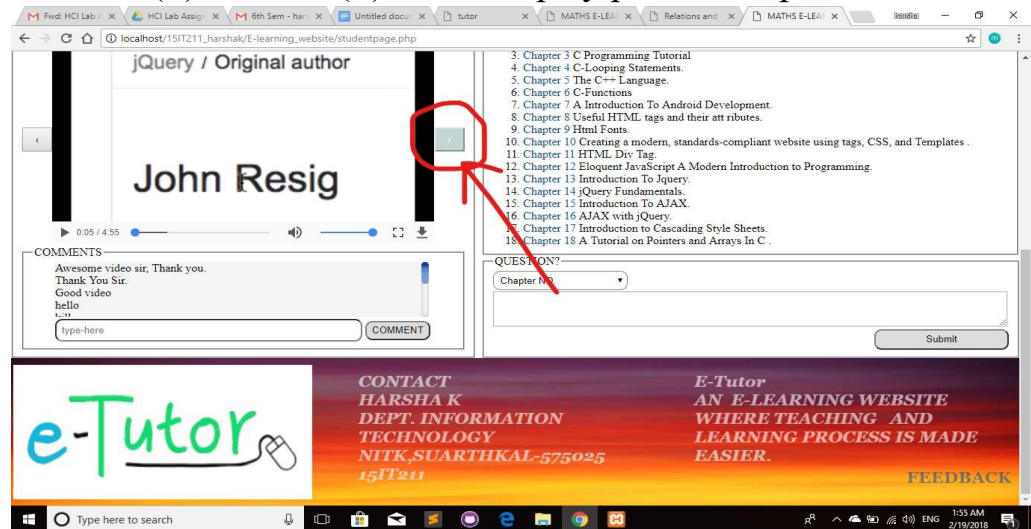 Fwd: HCI Lab A
HCI Lab Assign
6th Sem - hars
Untitled docum
tutor
MATHS E-LEA
Relations and
MATHS E-LEA
harsha
localhost/15IT211_harshak/E-learning_website/studentpage.php
jQuery / Original author
John Resig
0:05 / 4:55
COMMENTS
Awesome video sir, Thank you.
Thank You Sir.
Good video
hello
type-here
COMMENT
3. Chapter 3 C Programming Tutorial
4. Chapter 4 C-Looping Statements.
5. Chapter 5 The C++ Language.
6. Chapter 6 C-Functions
7. Chapter 7 A Introduction To Android Development.
8. Chapter 8 Useful HTML tags and their att ributes.
9. Chapter 9 Html Fonts.
10. Chapter 10 Creating a modern, standards-compliant website using tags, CSS, and Templates .
11. Chapter 11 HTML Div Tag.
12. Chapter 12 Eloquent JavaScript A Modern Introduction to Programming.
13. Chapter 13 Introduction To Jquery.
14. Chapter 14 jQuery Fundamentals.
15. Chapter 15 Introduction To AJAX.
16. Chapter 16 AJAX with jQuery.
17. Chapter 17 Introduction to Cascading Style Sheets.
18. Chapter 18 A Tutorial on Pointers and Arrays In C .
QUESTION?
Chapter NO
Submit
e-Tutor
CONTACT
HARSHA K
DEPT. INFORMATION
TECHNOLOGY
NITK,SUARTHKAL-575025
15IT211
E-Tutor
AN E-LEARNING WEBSITE
WHERE TEACHING AND
LEARNING PROCESS IS MADE
EASIER.
FEEDBACK
Type here to search
ENG
1:55 AM
2/19/2018